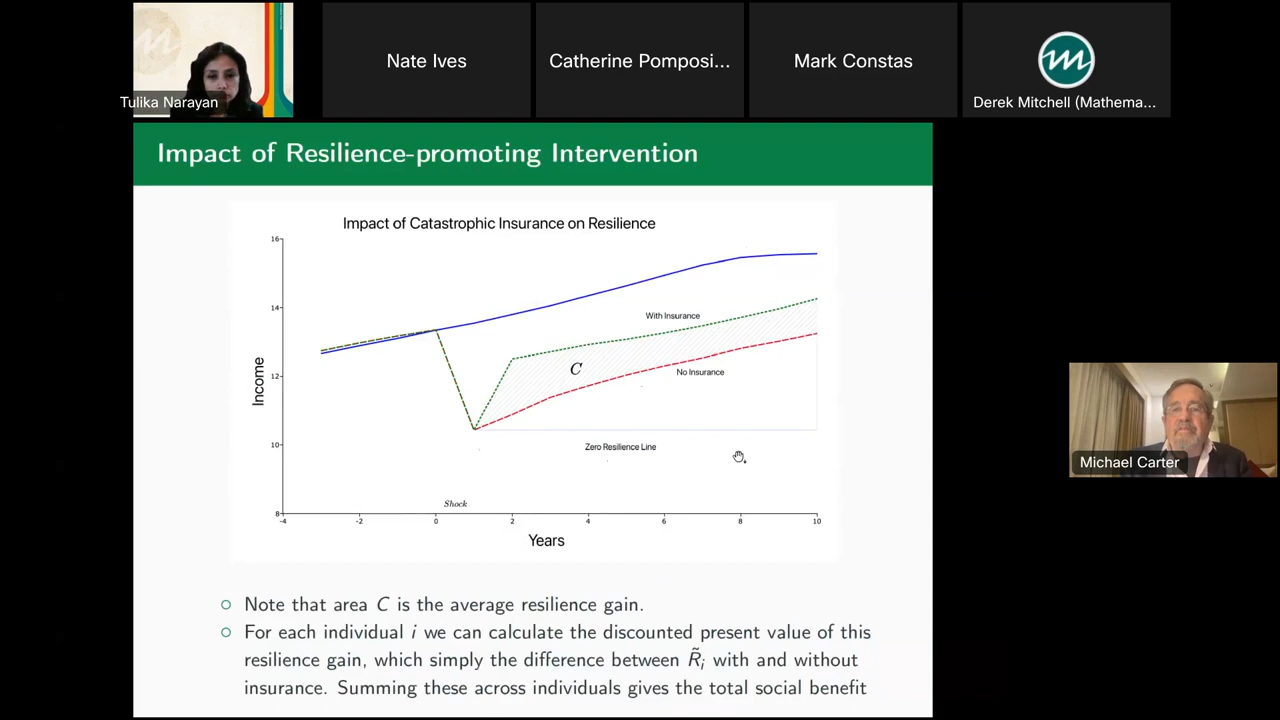 Tulika Narayan
Nate Ives
Catherine Pomposi...
Mark Constas
Derek Mitchell (Mathema...
Impact of Resilience-promoting Intervention
Impact of Catastrophic Insurance on Resilience
16
14
12
10
8
Income
With Insurance
C
No Insurance
Zero Resilience Line
Shock
-4
-2
0
2
4
6
8
10
Years
Michael Carter
○ Note that area C is the average resilience gain.
○ For each individual i we can calculate the discounted present value of this
resilience gain, which simply the difference between R̃ᵢ with and without
insurance. Summing these across individuals gives the total social benefit